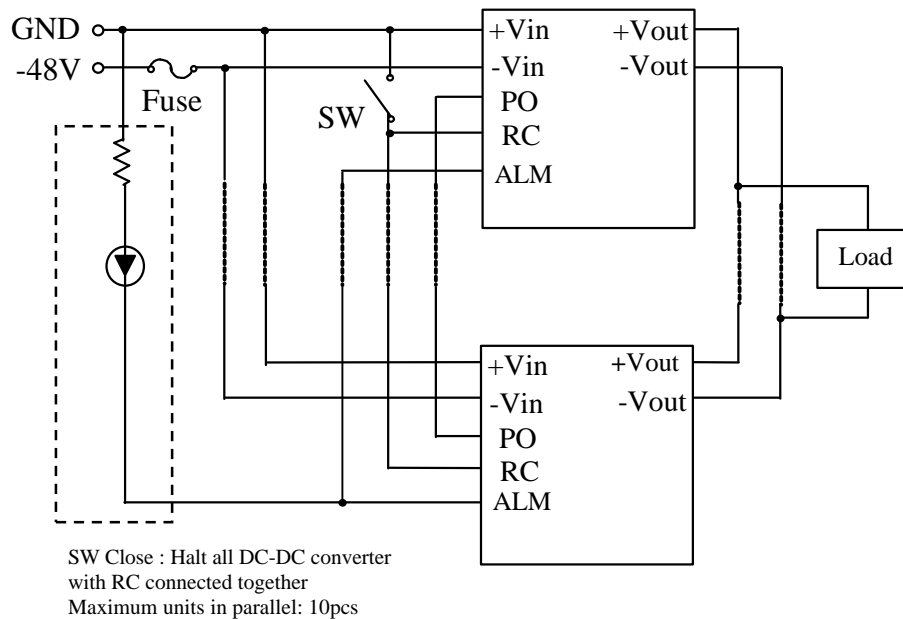 GND
-48V
Fuse
SW
+Vin
-Vin
PO
RC
ALM
+Vout
-Vout
Load
+Vin
-Vin
PO
RC
ALM
+Vout
-Vout
SW Close : Halt all DC-DC converter
with RC connected together
Maximum units in parallel: 10pcs